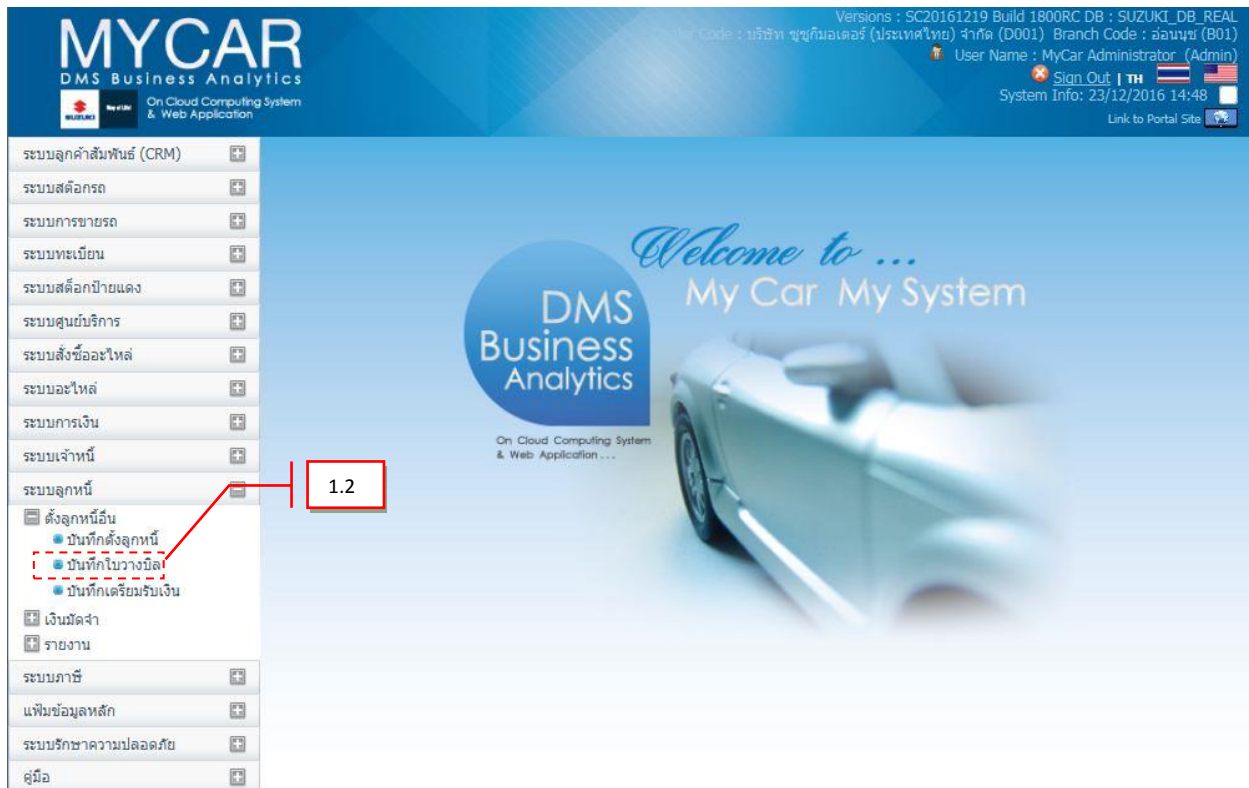 MYCAR
DMS Business Analytics
On Cloud Computing System
& Web Application
SUZUKI
Way of Life!
Versions : SC20161219 Build 1800RC DB : SUZUKI_DB_REAL
Code : บริษัท ซูซูกิมอเตอร์ (ประเทศไทย) จำกัด (D001) Branch Code : อ่อนนุช (B01)
User Name : MyCar Administrator (Admin)
Sign Out | TH
System Info: 23/12/2016 14:48
Link to Portal Site
ระบบลูกค้าสัมพันธ์ (CRM)
ระบบสต๊อกรถ
ระบบการขายรถ
ระบบทะเบียน
ระบบสต็อกป้ายแดง
ระบบศูนย์บริการ
ระบบสั่งซื้ออะไหล่
ระบบอะไหล่
ระบบการเงิน
ระบบเจ้าหนี้
ระบบลูกหนี้
ตั้งลูกหนี้อื่น
บันทึกตั้งลูกหนี้
บันทึกใบวางบิล
บันทึกเตรียมรับเงิน
เงินมัดจำ
รายงาน
ระบบภาษี
แฟ้มข้อมูลหลัก
ระบบรักษาความปลอดภัย
คู่มือ
1.2
Welcome to ...
My Car My System
DMS
Business
Analytics
On Cloud Computing System
& Web Application ...